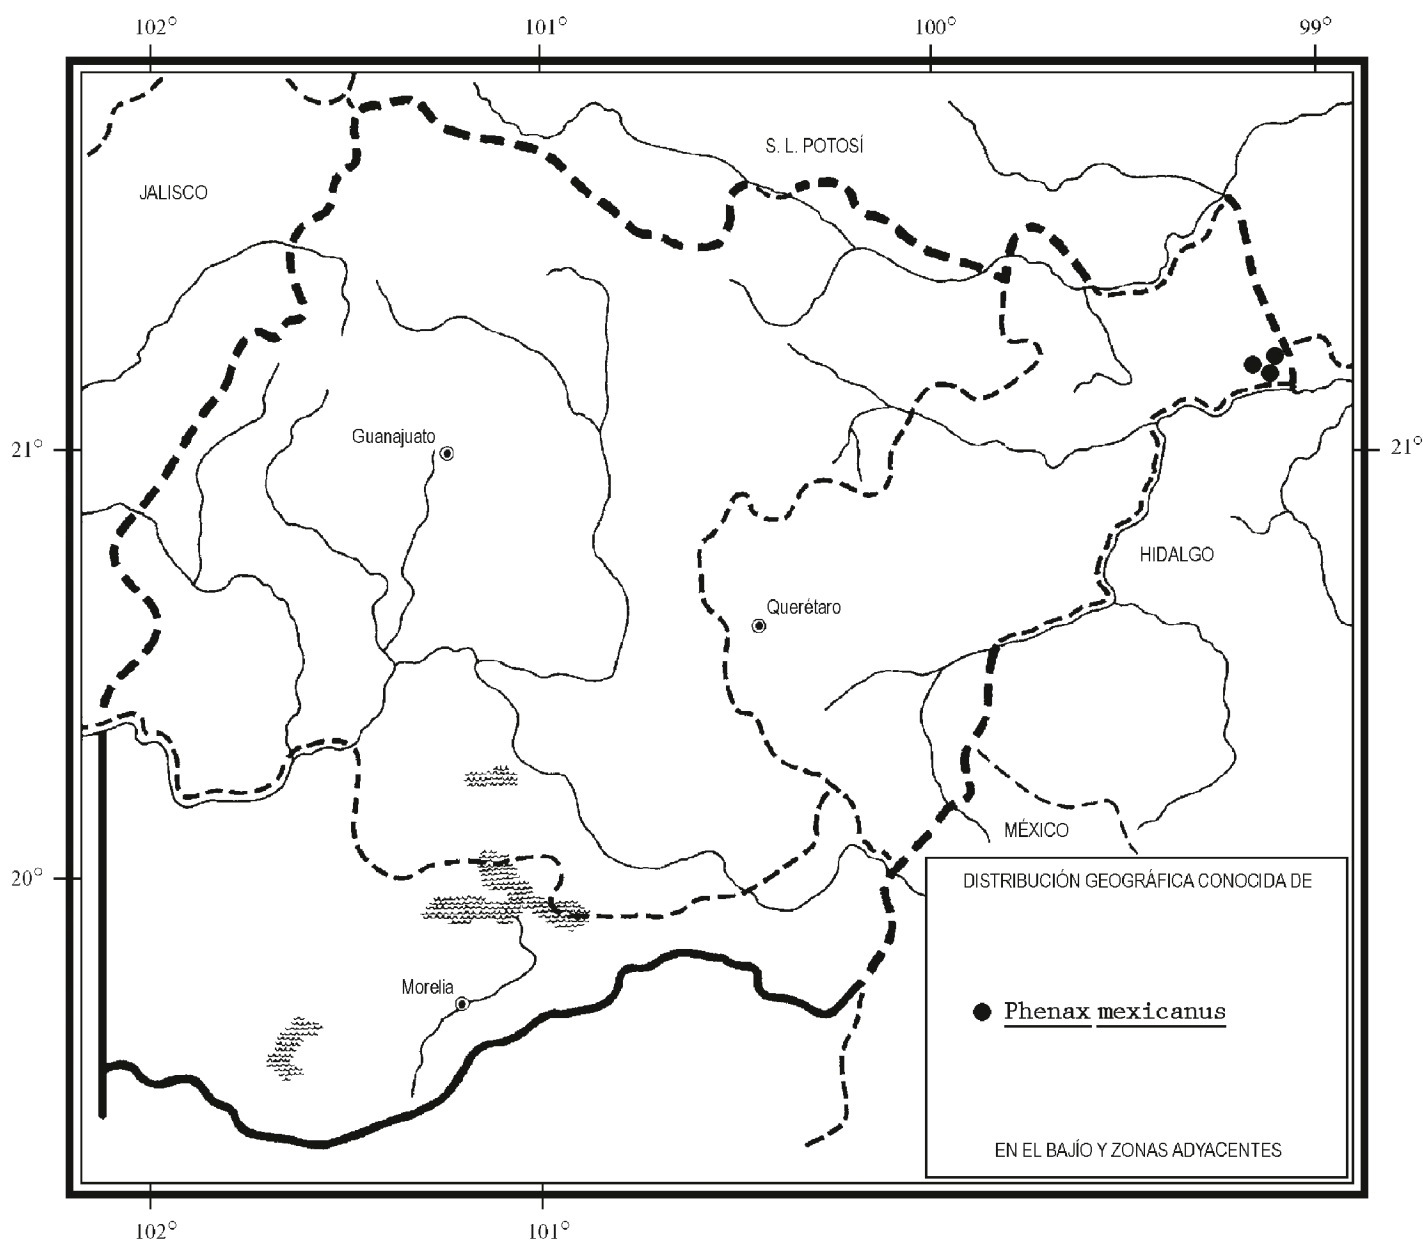 102° 101° 100° 99°
S. L. POTOSÍ
JALISCO
Guanajuato
21° 21°
HIDALGO
Querétaro
MÉXICO
20°
DISTRIBUCIÓN GEOGRÁFICA CONOCIDA DE
Morelia
Phenax mexicanus
EN EL BAJÍO Y ZONAS ADYACENTES
102° 101°